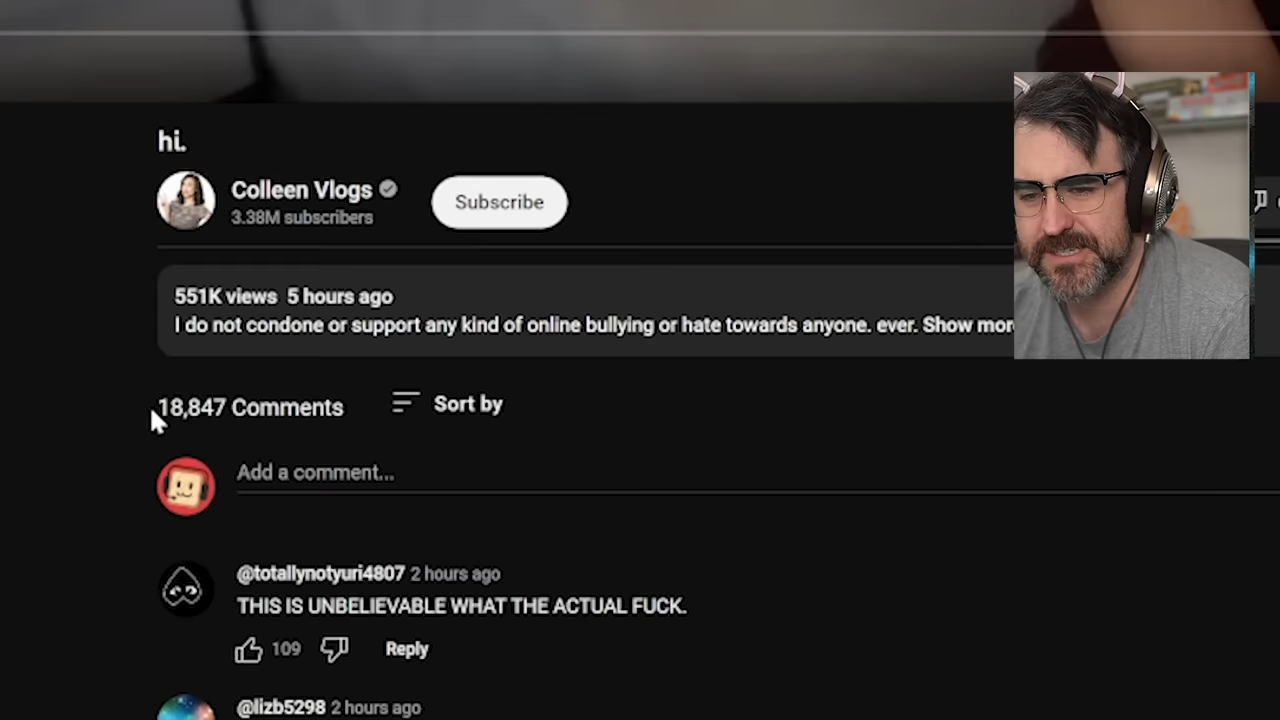 hi.
Colleen Vlogs
3.38M subscribers
Subscribe
551K views 5 hours ago
I do not condone or support any kind of online bullying or hate towards anyone. ever. Show mor
18,847 Comments
Sort by
Add a comment...
@totallynotyuri4807 2 hours ago
THIS IS UNBELIEVABLE WHAT THE ACTUAL FUCK.
109
Reply
@lizb5298 2 hours ago